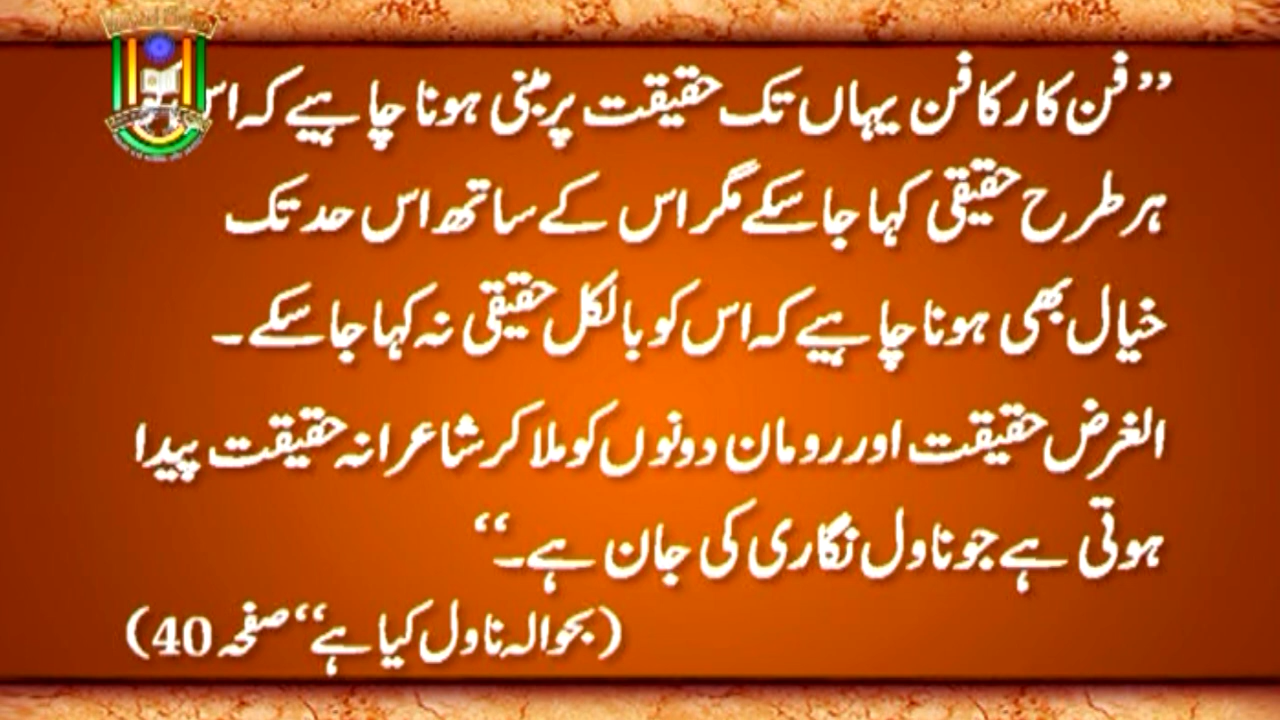 ’’فن کار کا فن یہاں تک حقیقت پر مبنی ہونا چاہیے کہ اس
ہر طرح حقیقی کہا جا سکے مگر اس کے ساتھ اس حد تک
خیال بھی ہونا چاہیے کہ اس کو بالکل حقیقی نہ کہا جا سکے۔
الغرض حقیقت اور رومان دونوں کو ملا کر شاعرانہ حقیقت پیدا
ہوتی ہے جو ناول نگاری کی جان ہے۔‘‘
(بحوالہ ناول کیا ہے‘‘ صفحہ 40)